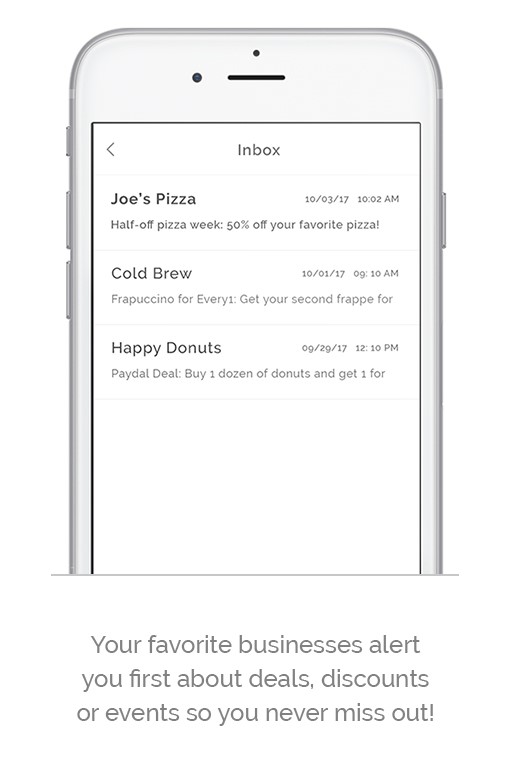 Inbox
Joe's Pizza 10/03/17 10:02 AM
Half-off pizza week: 50% off your favorite pizza!
Cold Brew 10/01/17 09: 10 AM
Frapuccino for Every1: Get your second frappe for
Happy Donuts 09/29/17 12: 10 PM
Paydal Deal: Buy 1 dozen of donuts and get 1 for
Your favorite businesses alert
you first about deals, discounts
or events so you never miss out!